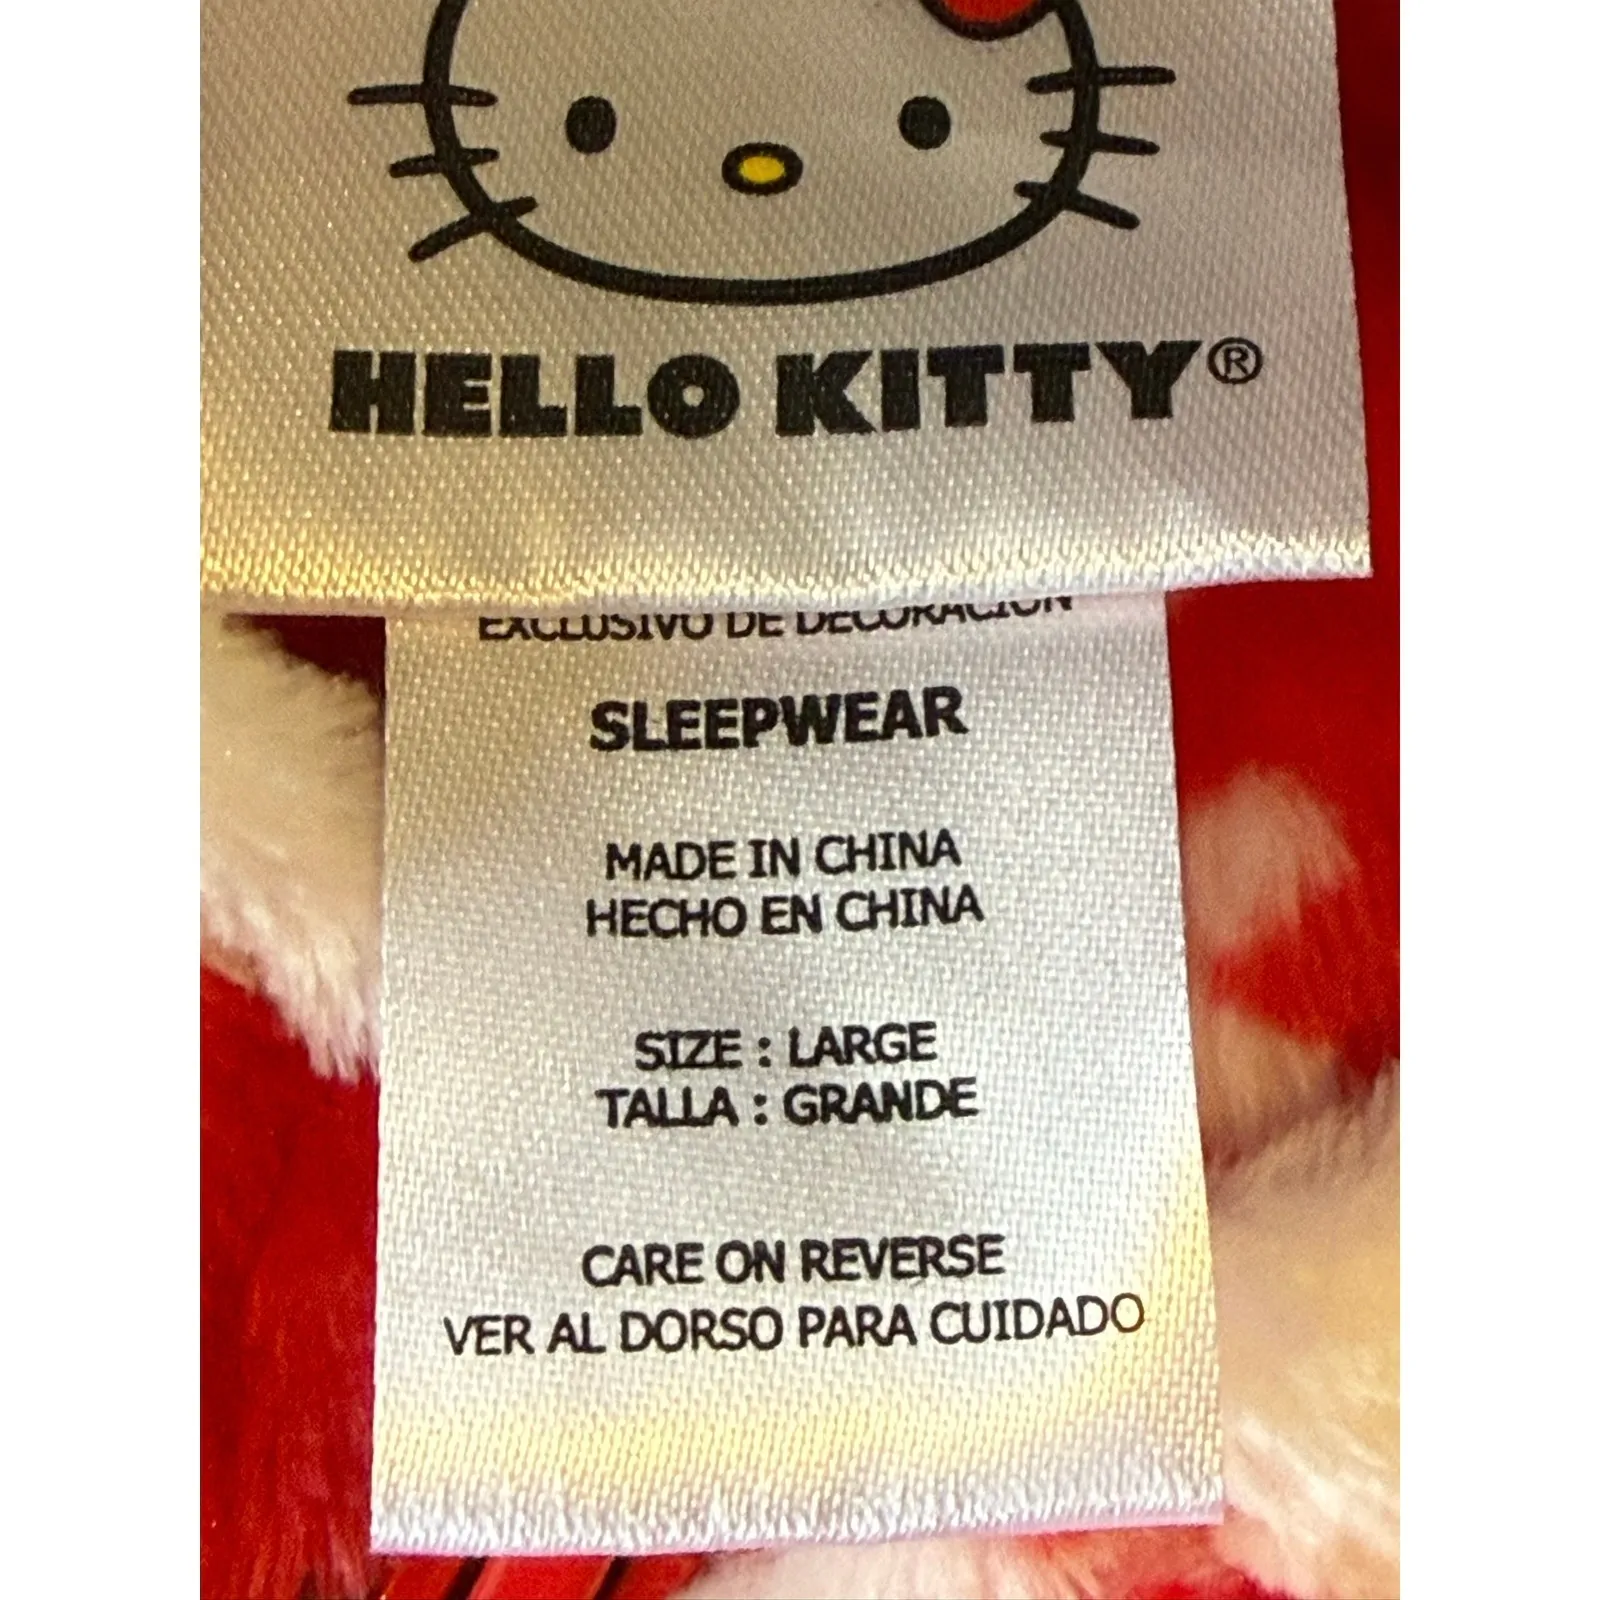 HELLO KITTY®
EXCLUSIVO DE DECORACION
SLEEPWEAR
MADE IN CHINA
HECHO EN CHINA
SIZE : LARGE
TALLA : GRANDE
CARE ON REVERSE
VER AL DORSO PARA CUIDADO